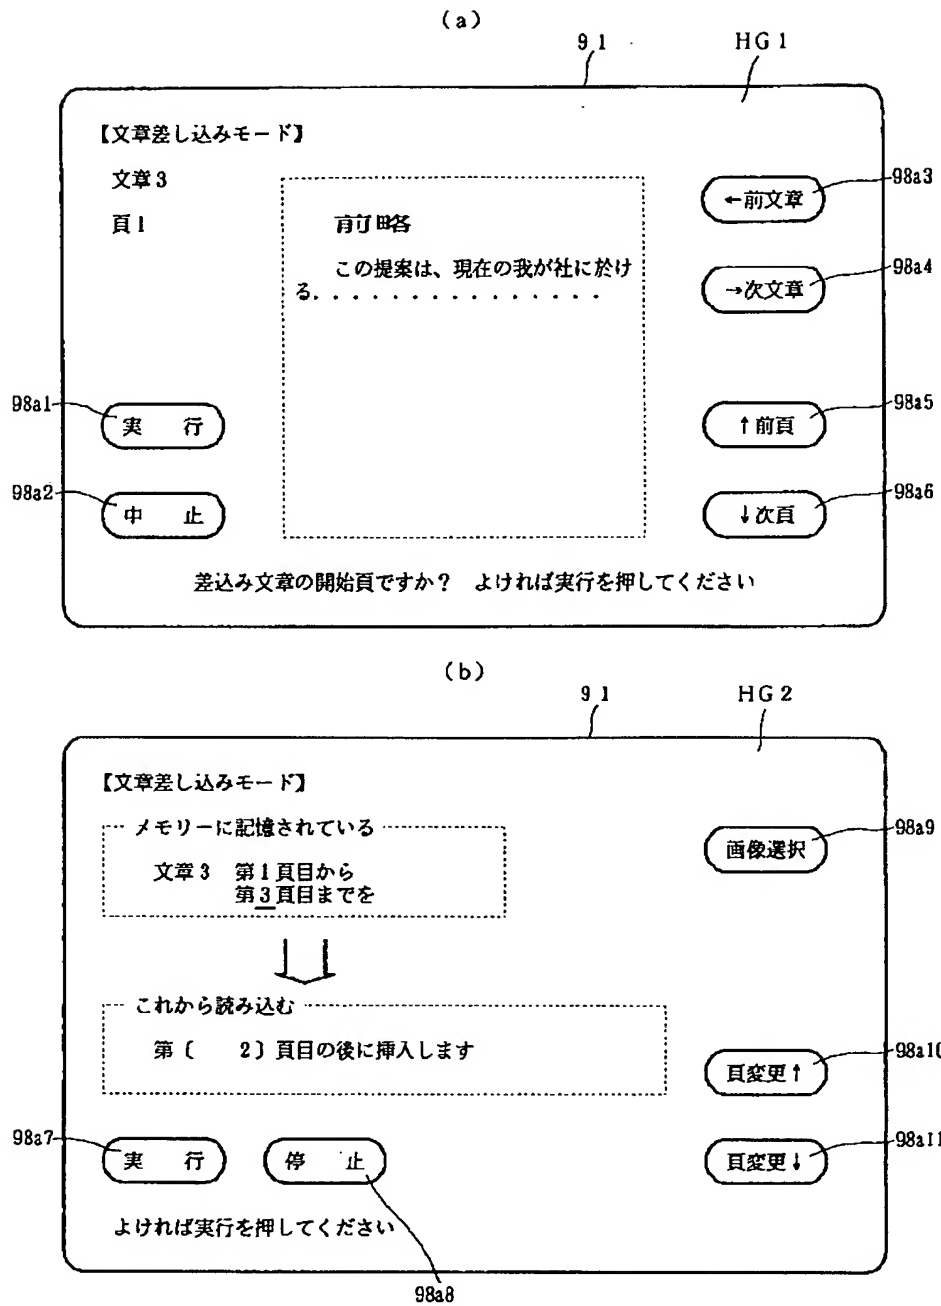 (a)
91
HG1
【文章差し込みモード】
文章3
頁1
前略
この提案は、現在の我が社に於け
る．．．．．．．．．．．．．．．
←前文章
98a3
→次文章
98a4
98a1
実 行
↑前頁
98a5
98a2
中 止
↓次頁
98a6
差込み文章の開始頁ですか？ よければ実行を押してください
(b)
91
HG2
【文章差し込みモード】
メモリーに記憶されている
文章3 第1頁目から
第3頁目までを
画像選択
98a9
これから読み込む
第〔 2〕頁目の後に挿入します
頁変更↑
98a10
98a7
実 行
停 止
頁変更↓
98a11
よければ実行を押してください
98a8